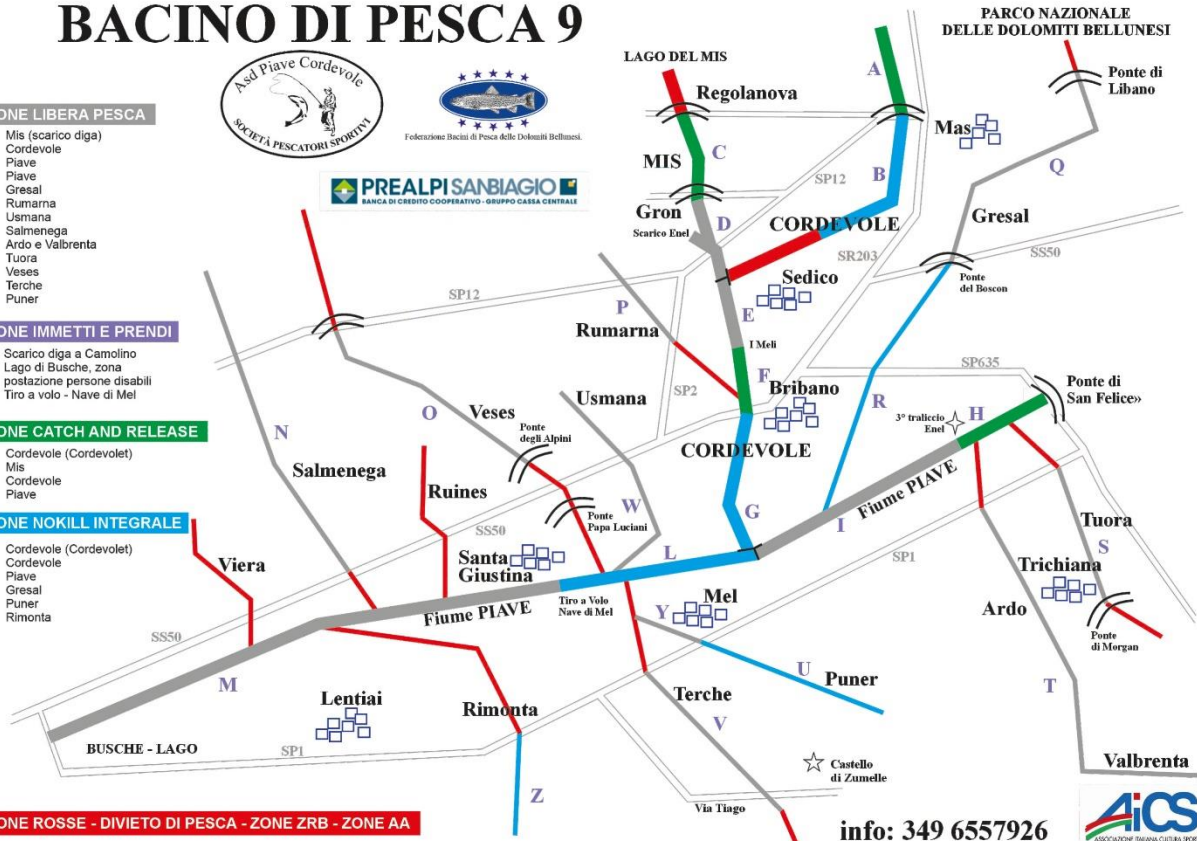 BACINO DI PESCA 9
Asd Piave Cordevole
SOCIETÀ PESCATORI SPORTIVI
Federazione Bacini di Pesca delle Dolomiti Bellunesi.
PREALPI SANBIAGIO
BANCA DI CREDITO COOPERATIVO - GRUPPO CASSA CENTRALE
ONE LIBERA PESCA
Mis (scarico diga)
Cordevole
Piave
Piave
Gresal
Rumarna
Usmana
Salmenega
Ardo e Valbrenta
Tuora
Veses
Terche
Puner
ONE IMMETTI E PRENDI
Scarico diga a Camolino
Lago di Busche, zona
postazione persone disabili
Tiro a volo - Nave di Mel
ONE CATCH AND RELEASE
Cordevole (Cordevolet)
Mis
Cordevole
Piave
ONE NOKILL INTEGRALE
Cordevole (Cordevolet)
Cordevole
Piave
Gresal
Puner
Rimonta
PARCO NAZIONALE
DELLE DOLOMITI BELLUNESI
LAGO DEL MIS
A
Ponte di
Libano
Regolanova
Mas
C
MIS
B
Q
SP12
Gron
D
Scarico Enel
CORDEVOLE
Gresal
SR203
SS50
Sedico
Ponte
del Boscon
SP12
P
E
Rumarna
I Meli
SP635
SP2
F
Bribano
Ponte di
San Felice»
Usmana
R
3° traliccio
Enel
H
O
Veses
N
Ponte
degli Alpini
CORDEVOLE
Salmenega
Ruines
Fiume PIAVE
W
G
I
Ponte
Papa Luciani
SS50
L
Tuora
Viera
Santa
Giustina
SP1
S
Trichiana
Tiro a Volo
Nave di Mel
Mel
Y
Ardo
Fiume PIAVE
SS50
Ponte
di Morgan
M
U
Puner
T
Lentiai
Rimonta
Terche
V
BUSCHE - LAGO
SP1
Castello
di Zumelle
Valbrenta
Z
Via Tiago
ONE ROSSE - DIVIETO DI PESCA - ZONE ZRB - ZONE AA
info: 349 6557926
AiCS
ASSOCIAZIONE ITALIANA CULTURA SPORT